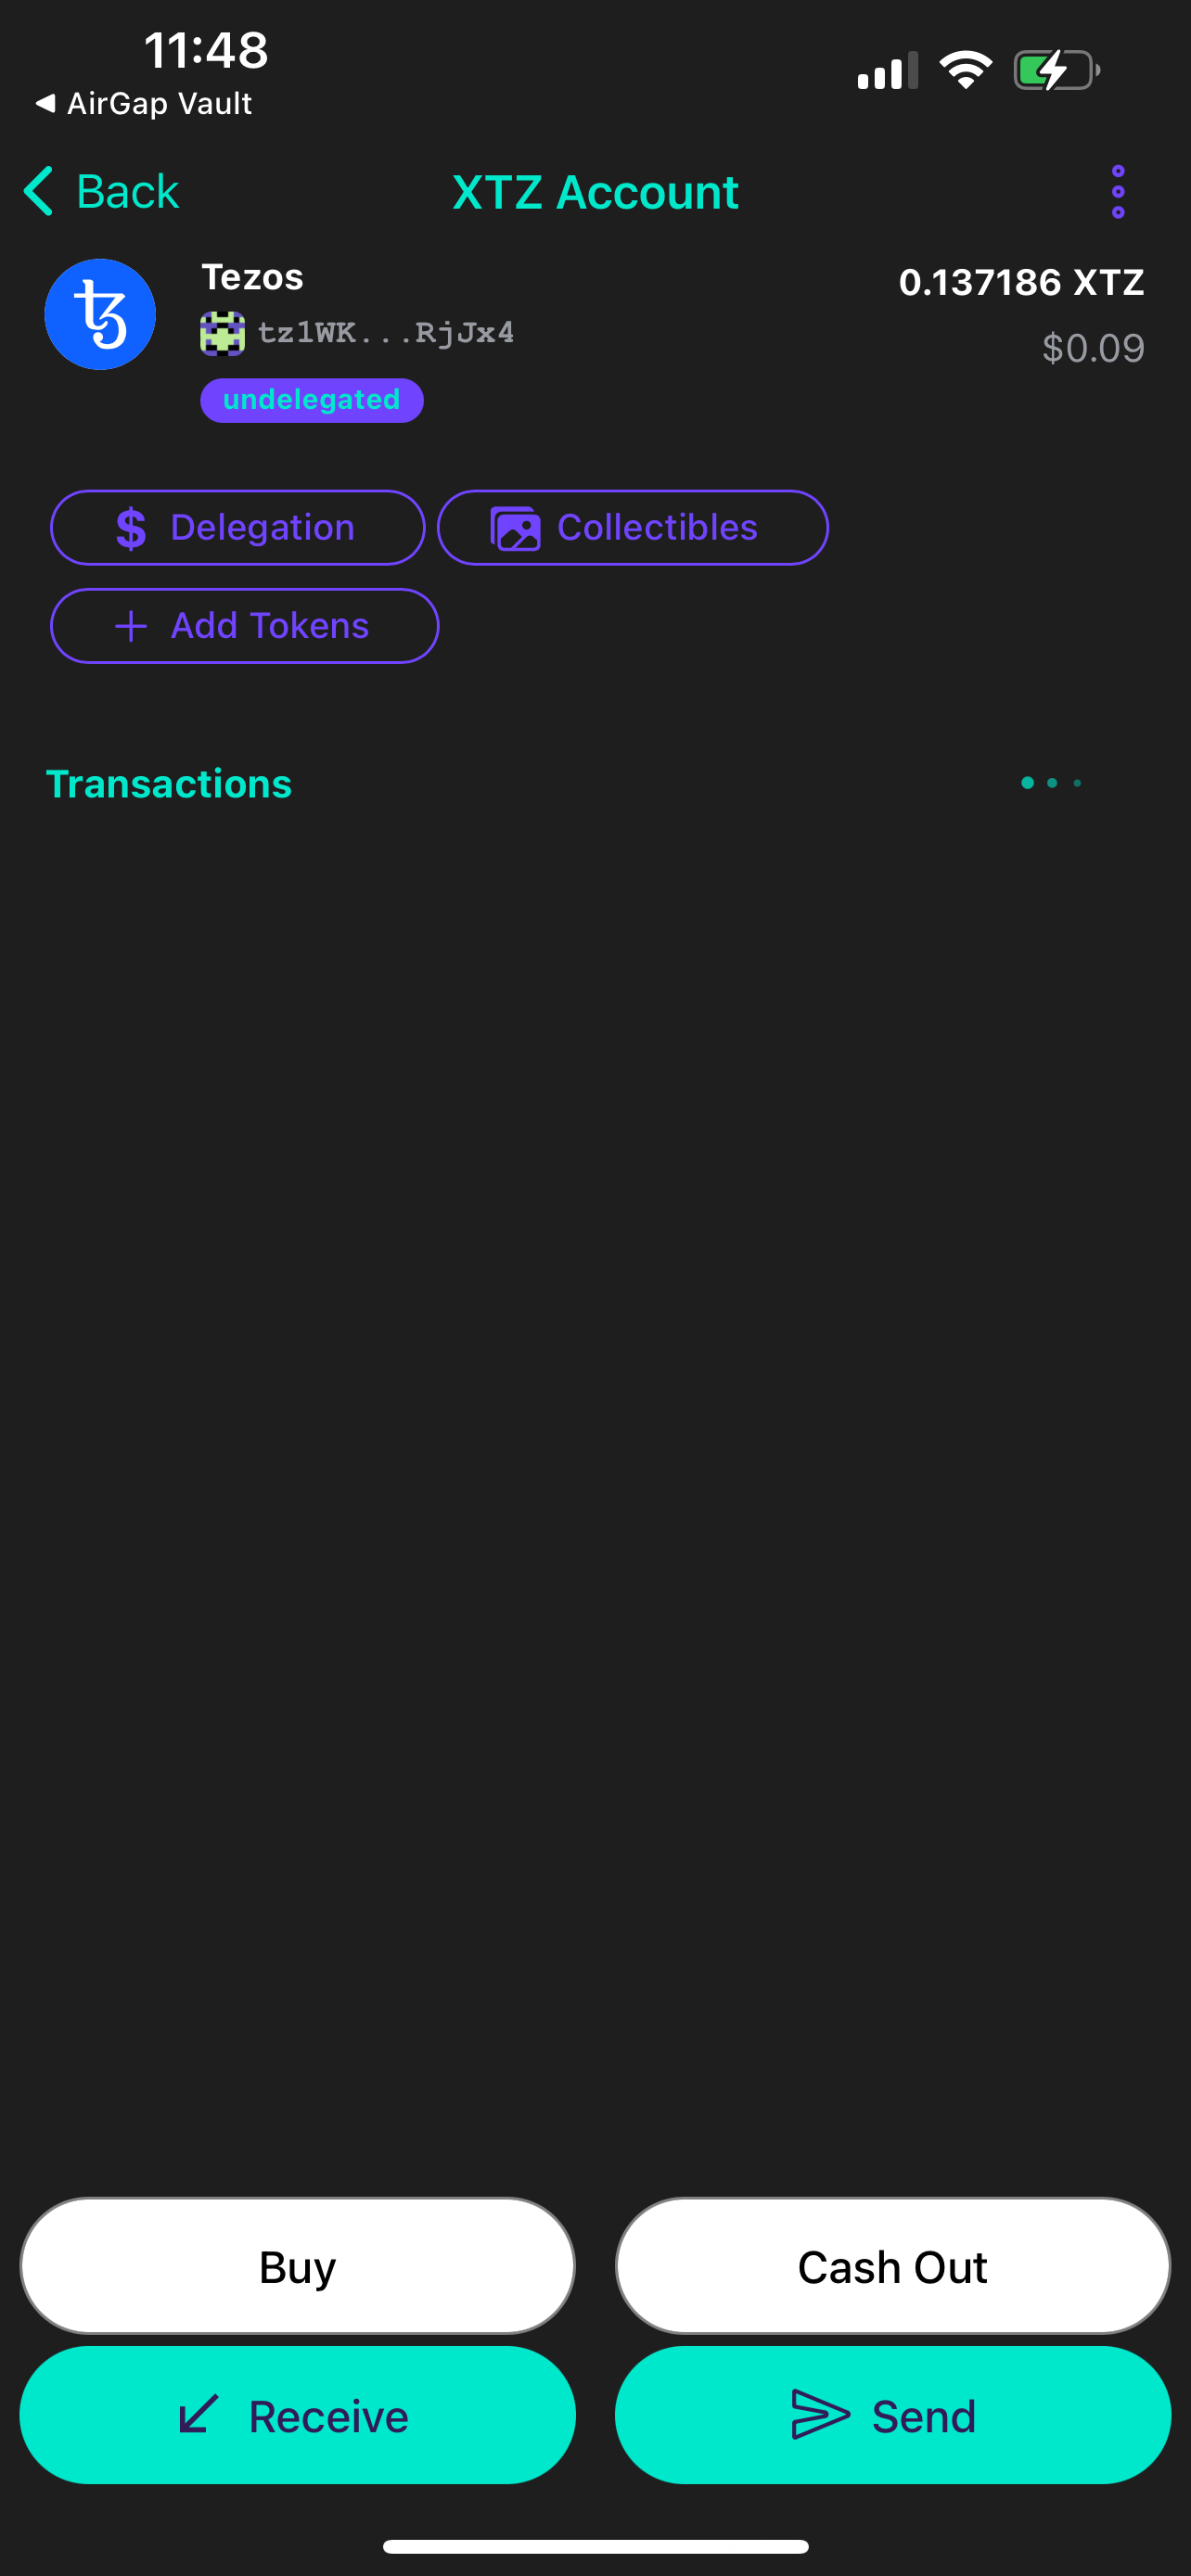 11:48
AirGap Vault
Back
XTZ Account
Tezos
0.137186 XTZ
tz1WK...RjJx4
$0.09
undelegated
$ Delegation
Collectibles
+ Add Tokens
Transactions
Buy
Cash Out
Receive
Send